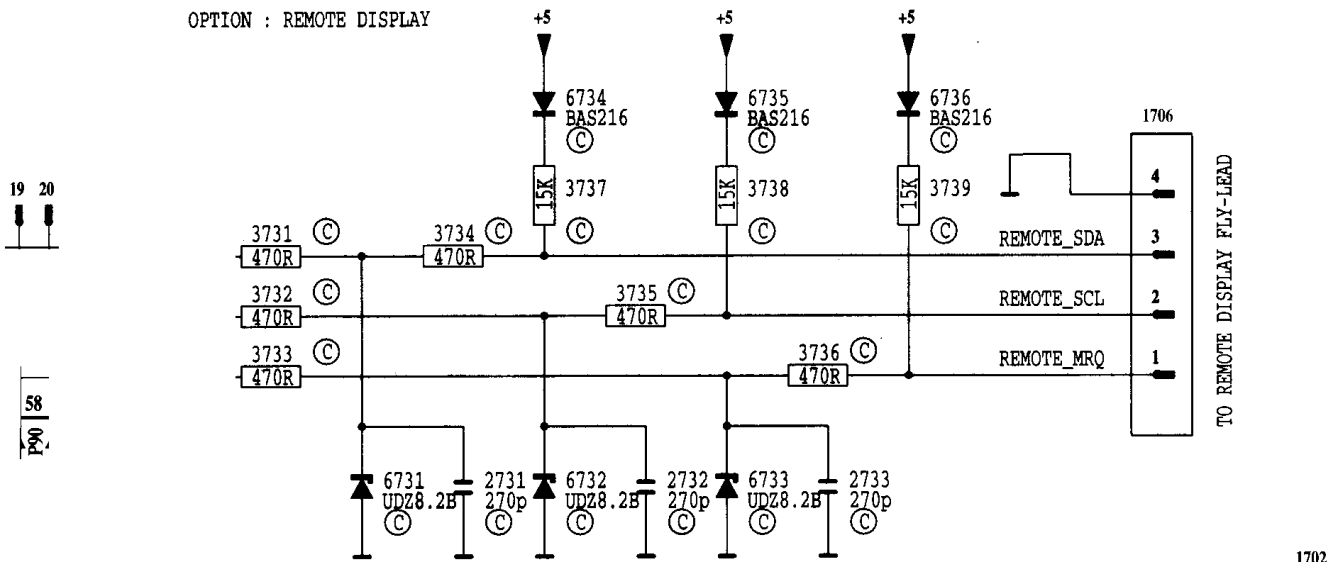 OPTION : REMOTE DISPLAY
+5 +5 +5
6734 6735 6736
BAS216 BAS216 BAS216
C C C
1706
15K 3737 15K 3738 15K 3739
4
19 20
3731 C 3734 C C C C
470R 470R
REMOTE_SDA 3
3732 C 3735 C
470R 470R
REMOTE_SCL 2
3733 C 3736 C
470R 470R
REMOTE_MRQ 1
TO REMOTE DISPLAY FLY-LEAD
58
P90
6731 2731 6732 2732 6733 2733
UDZ8.2B 270p UDZ8.2B 270p UDZ8.2B 270p
C C C C C C
1702